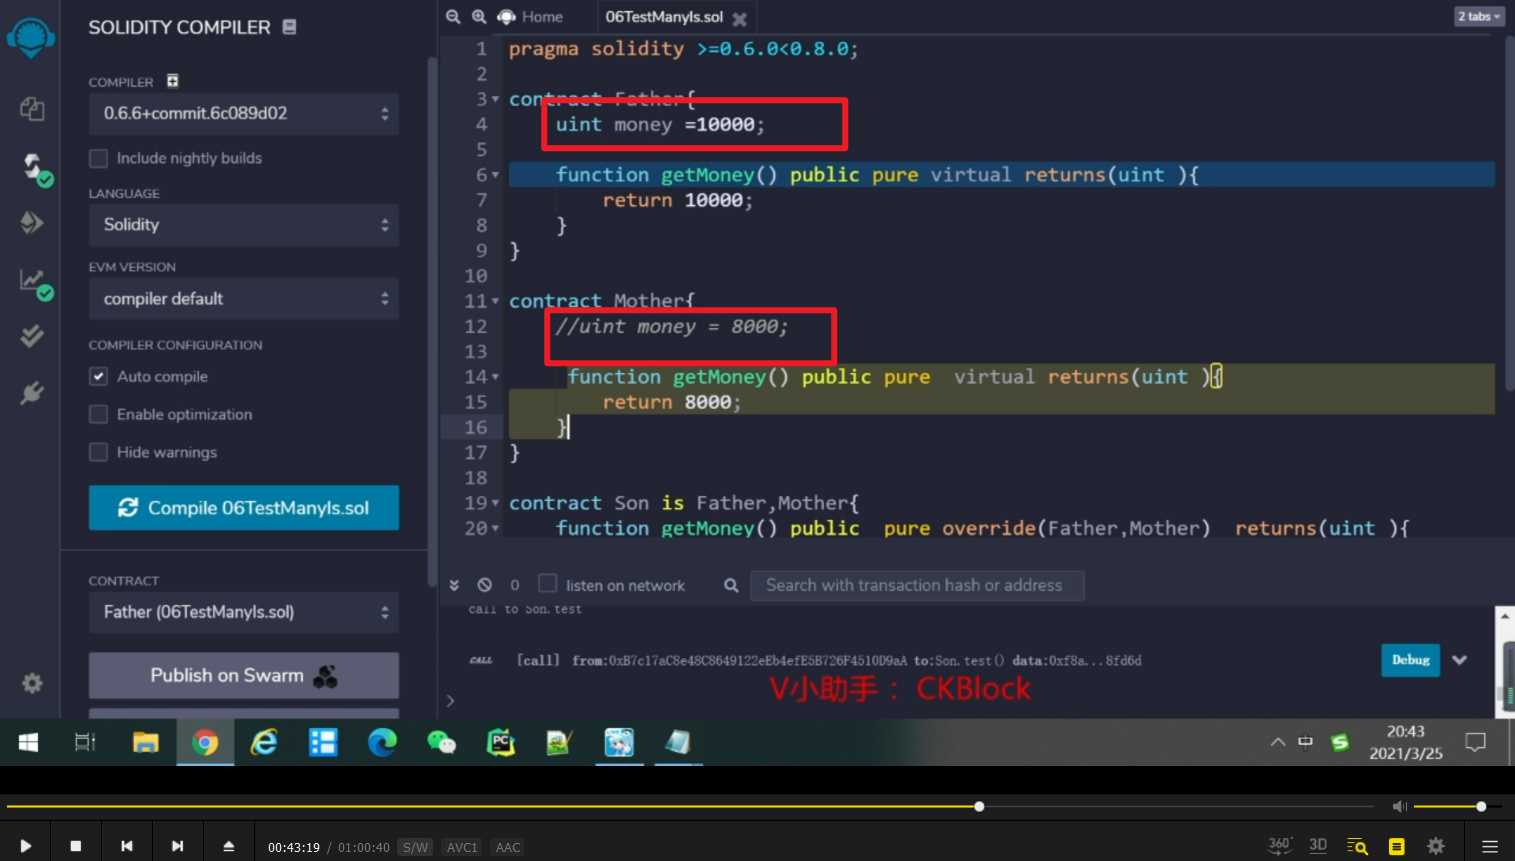 SOLIDITY COMPILER
COMPILER
0.6.6+commit.6c089d02
Include nightly builds
LANGUAGE
Solidity
EVM VERSION
compiler default
COMPILER CONFIGURATION
Auto compile
Enable optimization
Hide warnings
Compile 06TestManyIs.sol
CONTRACT
Father (06TestManyIs.sol)
Publish on Swarm
Home
06TestManyIs.sol
2 tabs
1 pragma solidity >=0.6.0<0.8.0;
2
3 contract Father{
4 uint money =10000;
5
6 function getMoney() public pure virtual returns(uint ){
7 return 10000;
8 }
9 }
10
11 contract Mother{
12 //uint money = 8000;
13
14 function getMoney() public pure  virtual returns(uint ){
15 return 8000;
16 }
17 }
18
19 contract Son is Father,Mother{
20 function getMoney() public  pure override(Father,Mother)  returns(uint ){
0
listen on network
Search with transaction hash or address
call to Son.test
CALL [call] from:0xB7c17aC8e48C8649122eEb4efE5B726F4510D9aA to:Son.test() data:0xf8a...8fd6d
Debug
V小助手： CKBlock
>
中
20:43
2021/3/25
00:43:19 / 01:00:40
S/W
AVC1
AAC
360°
3D